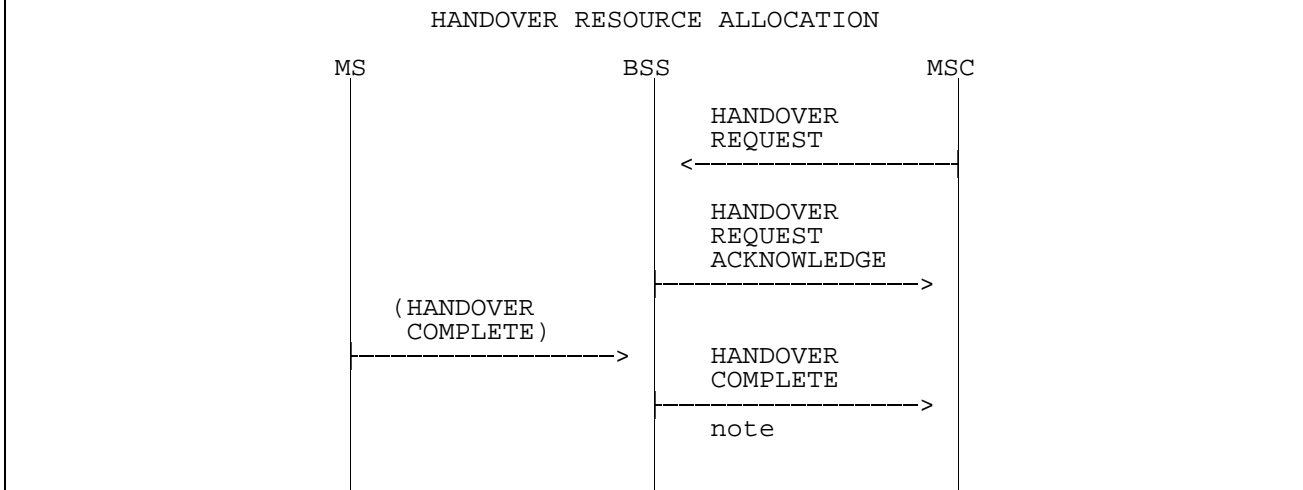 HANDOVER RESOURCE ALLOCATION
MS BSS MSC
HANDOVER
REQUEST
HANDOVER
REQUEST
ACKNOWLEDGE
(HANDOVER
COMPLETE)
HANDOVER
COMPLETE
note